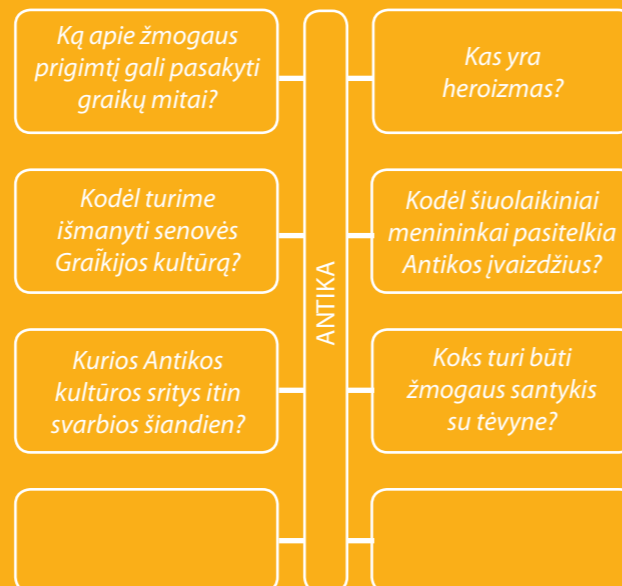 Ką apie žmogaus
prigimtį gali pasakyti
graikų mitai?
Kas yra
heroizmas?
Kodėl turime
išmanyti senovės
Graĩkijos kultūrą?
Kodėl šiuolaikiniai
menininkai pasitelkia
Antikos įvaizdžius?
ANTIKA
Kurios Antikos
kultūros sritys itin
svarbios šiandien?
Koks turi būti
žmogaus santykis
su tėvyne?